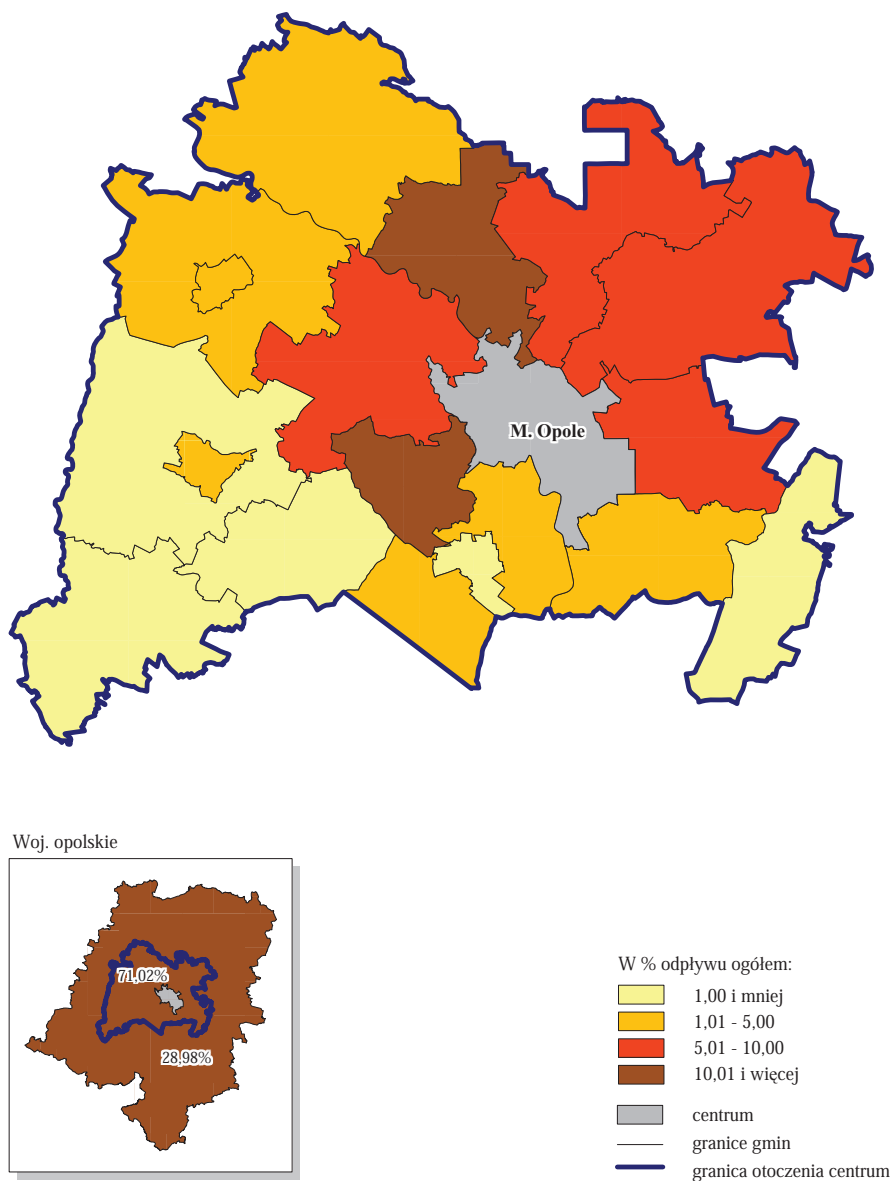 M. Opole
Woj. opolskie
71,02%
28,98%
W % odpływu ogółem:
1,00 i mniej
1,01 - 5,00
5,01 - 10,00
10,01 i więcej
centrum
granice gmin
granica otoczenia centrum